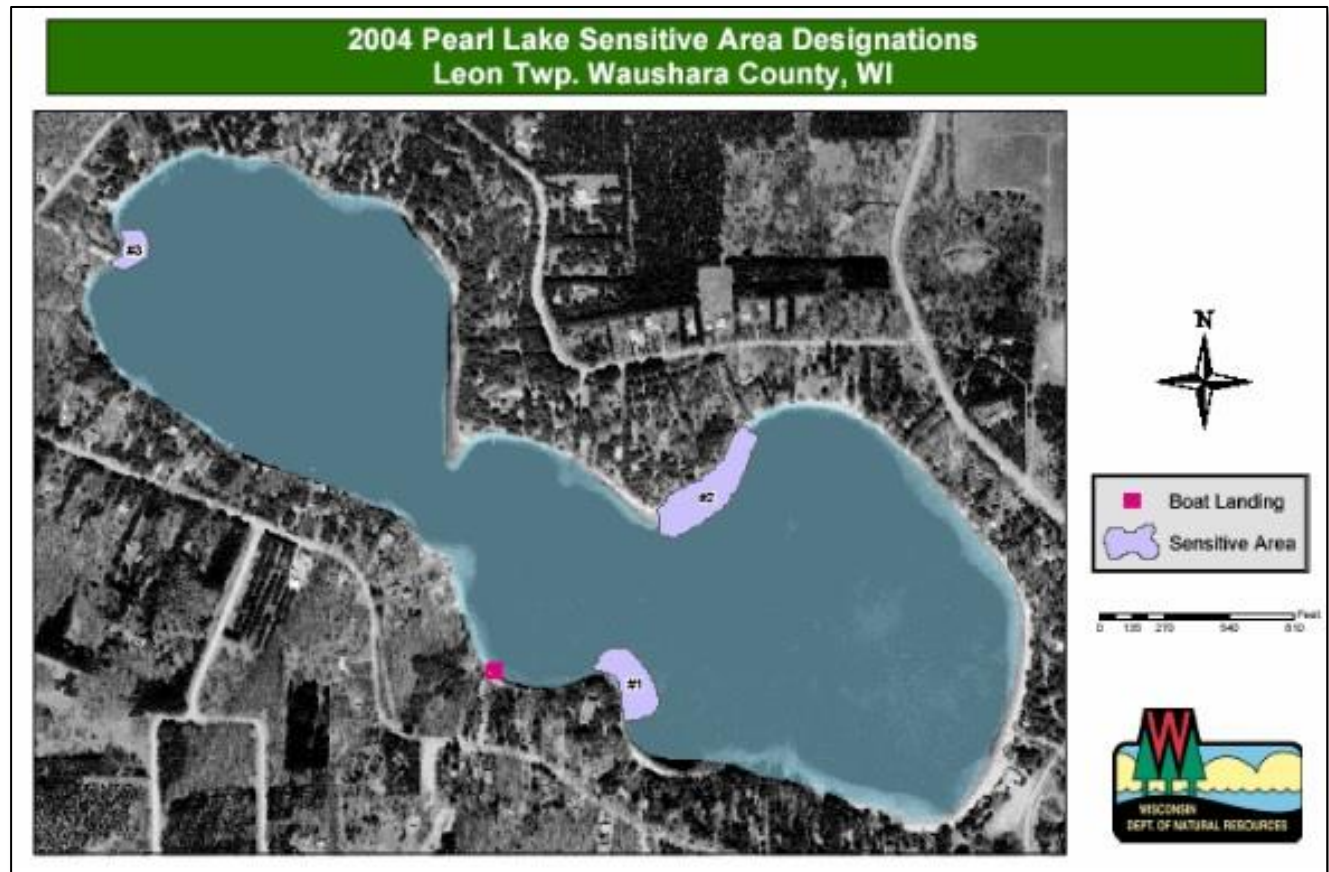 2004 Pearl Lake Sensitive Area Designations
Leon Twp. Waushara County, WI
#3
N
#2
Boat Landing
Sensitive Area
Feet
0 135 270 540 810
#1
W
WISCONSIN
DEPT. OF NATURAL RESOURCES